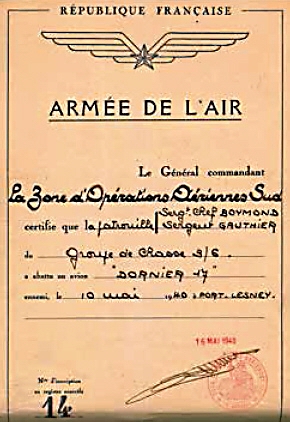 RÉPUBLIQUE FRANÇAISE
ARMÉE DE L'AIR
Le Général commandant
La Zone d'Opérations Aériennes Sud
certifie que la patrouille Sergt Chef BOYMOND
Sergent GAUTHIER
du Groupe de Chasse 3/6.
a abattu un avion "DORNIER 17"
ennemi, le 10 mai 1940 à PORT. LESNEY.
16 MAI 1940
Nos d'inscription
au registre
14